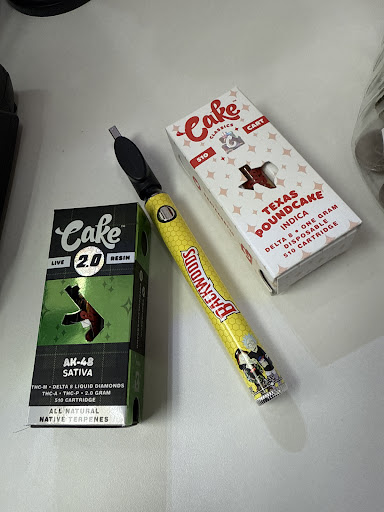 Cake
CLASSICS
510
CART
TEXAS
POUNDCAKE
INDICA
DELTA 8 • ONE GRAM
DISPOSABLE
510 CARTRIDGE
BACKWOODS
Cake
LIVE 2.0 RESIN
AK-48
SATIVA
THC-M • DELTA 8 LIQUID DIAMONDS
THC-A • THC-P • 2.0 GRAM
510 CARTRIDGE
ALL NATURAL
NATIVE TERPENES